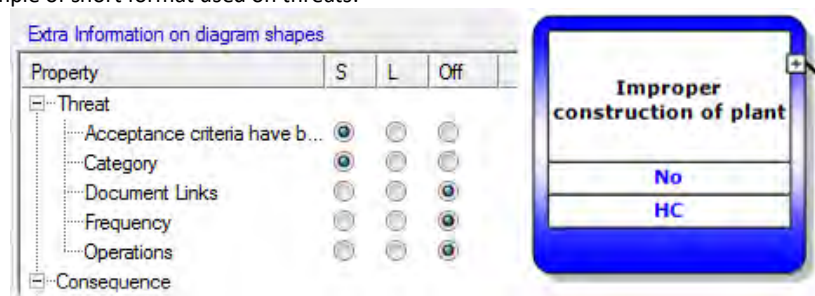 Extra Information on diagram shapes
Property S L Off
Threat
Acceptance criteria have b...
Category
Document Links
Frequency
Operations
Consequence
Improper
construction of plant
No
HC